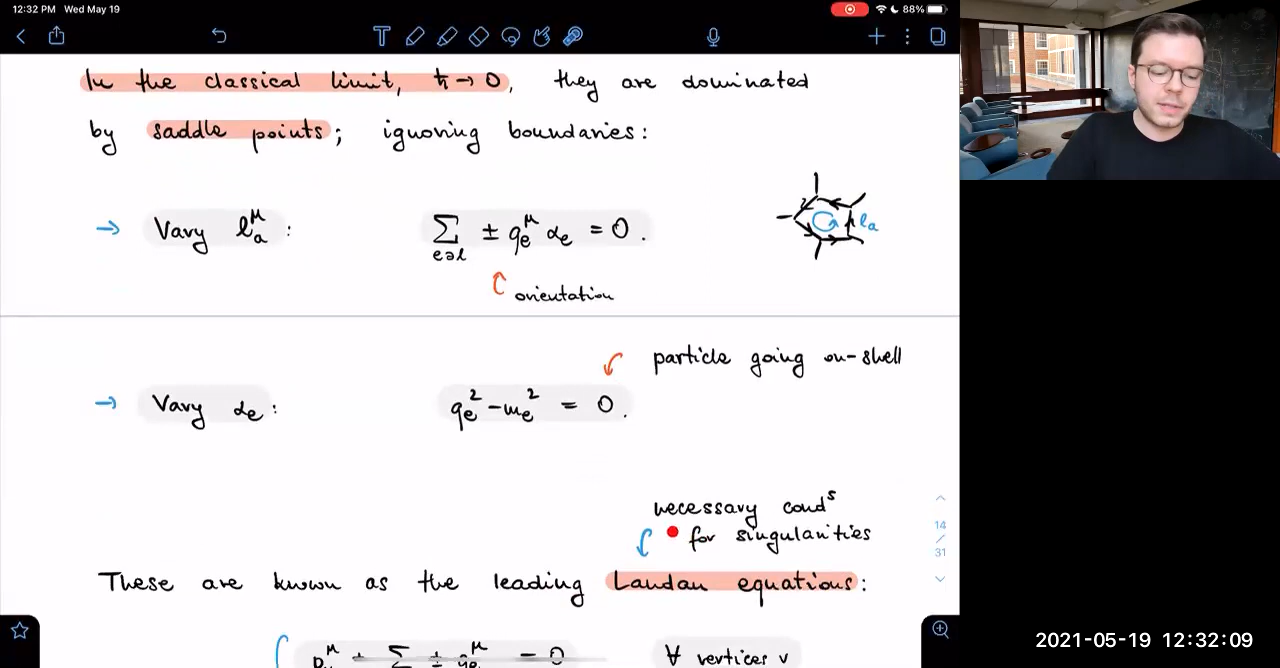 12:32 PM Wed May 19
88%
In the classical limit, ħ → 0, they are dominated
by saddle points; ignoring boundaries:
→ Vary l_a^μ : Σ_{e∋l} ± q_e^μ α_e = 0.
l_a
orientation
particle going on-shell
→ Vary α_e : q_e^2 - m_e^2 = 0.
necessary cond^s
for singularities
14
/
31
These are known as the leading Landau equations:
∀ vertices v
2021-05-19 12:32:09